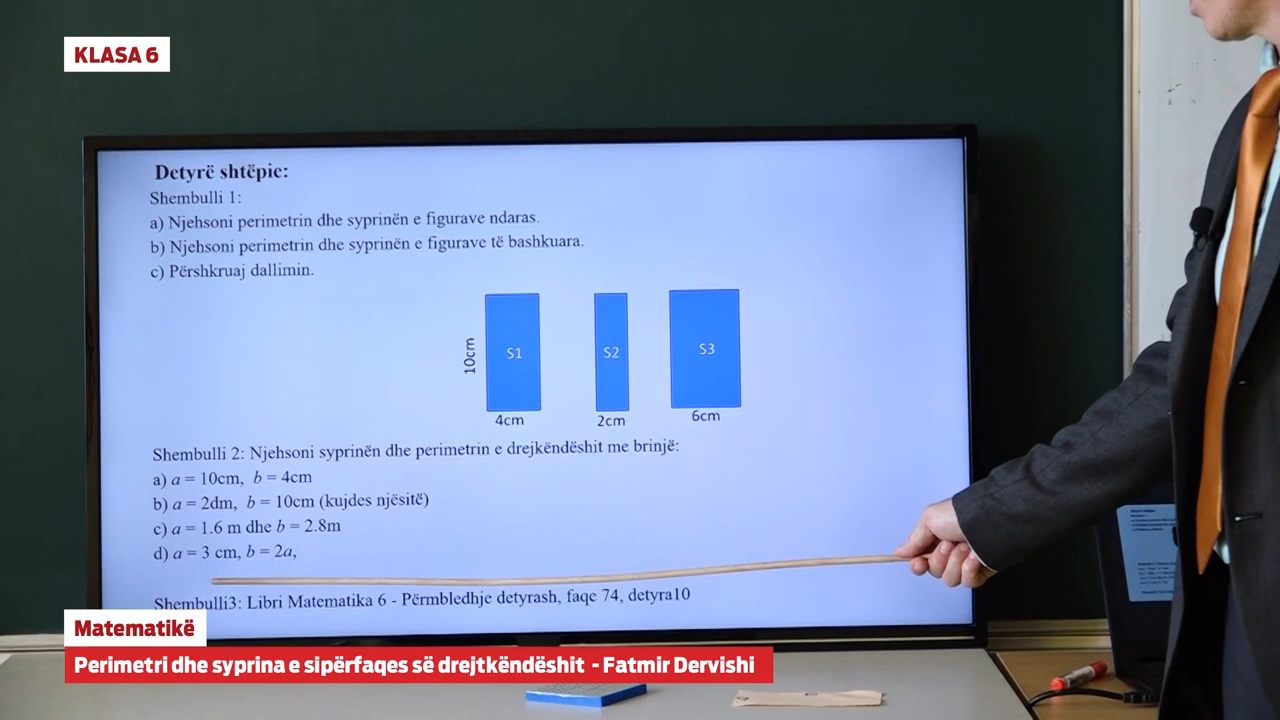 KLASA 6
Detyrë shtëpie:
Shembulli 1:
a) Njehsoni perimetrin dhe syprinën e figurave ndaras.
b) Njehsoni perimetrin dhe syprinën e figurave të bashkuara.
c) Përshkruaj dallimin.
10cm
S1
S2
S3
4cm
2cm
6cm
Shembulli 2: Njehsoni syprinën dhe perimetrin e drejkëndëshit me brinjë:
a) a = 10cm, b = 4cm
b) a = 2dm, b = 10cm (kujdes njësitë)
c) a = 1.6 m dhe b = 2.8m
d) a = 3 cm, b = 2a,
Shembulli3: Libri Matematika 6 - Përmbledhje detyrash, faqe 74, detyra10
Matematikë
Perimetri dhe syprina e sipërfaqes së drejtkëndëshit - Fatmir Dervishi